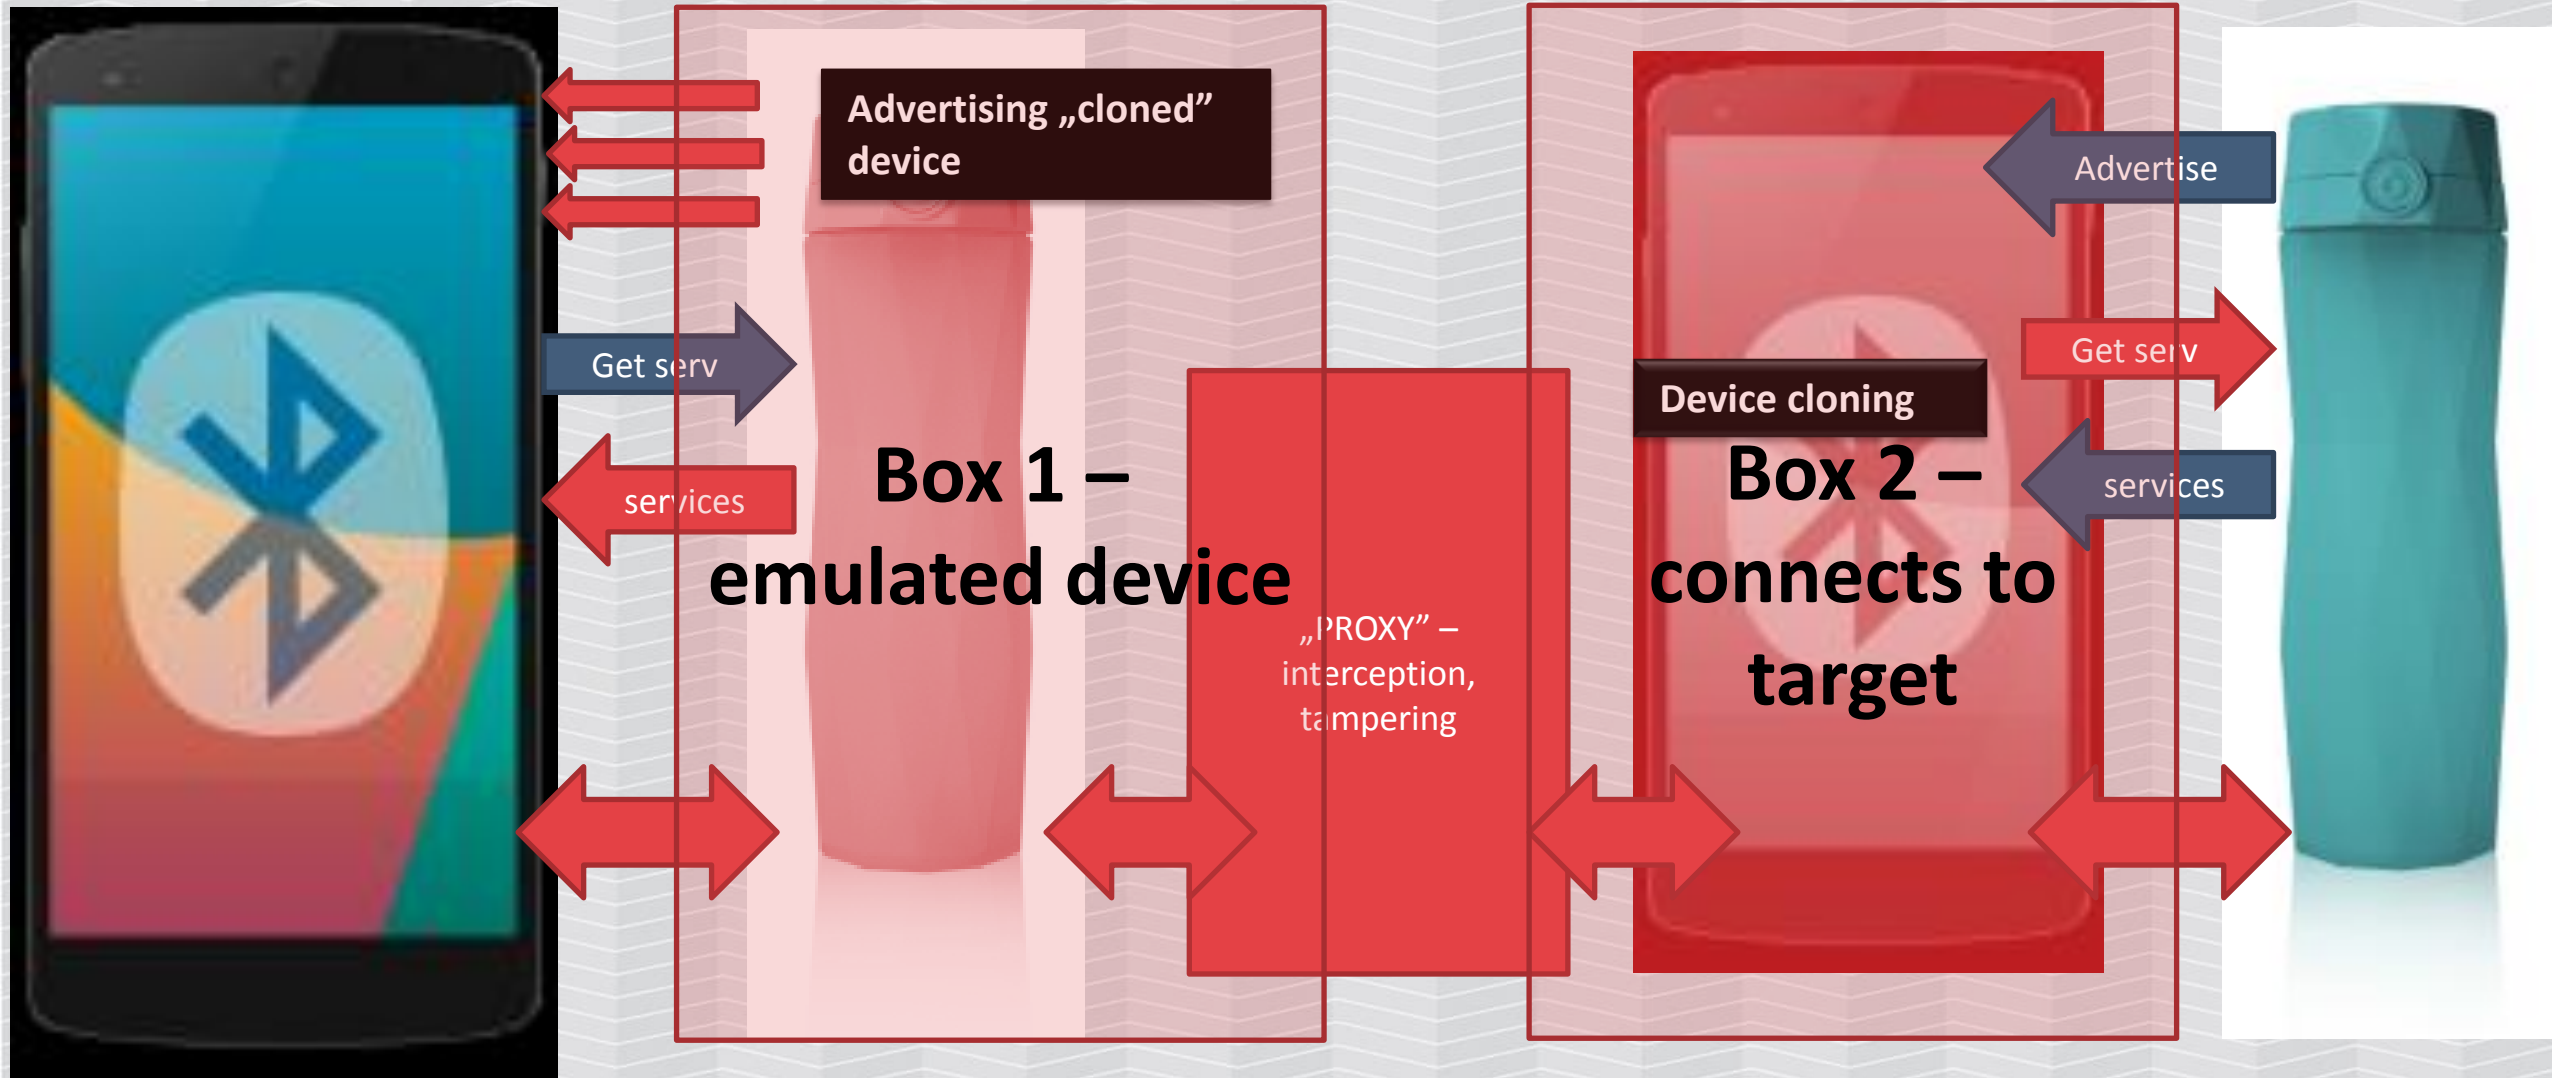 Advertising „cloned”
device
Get serv
services
Box 1 –
emulated device
„PROXY” –
interception,
tampering
Device cloning
Box 2 –
connects to
target
Advertise
Get serv
services